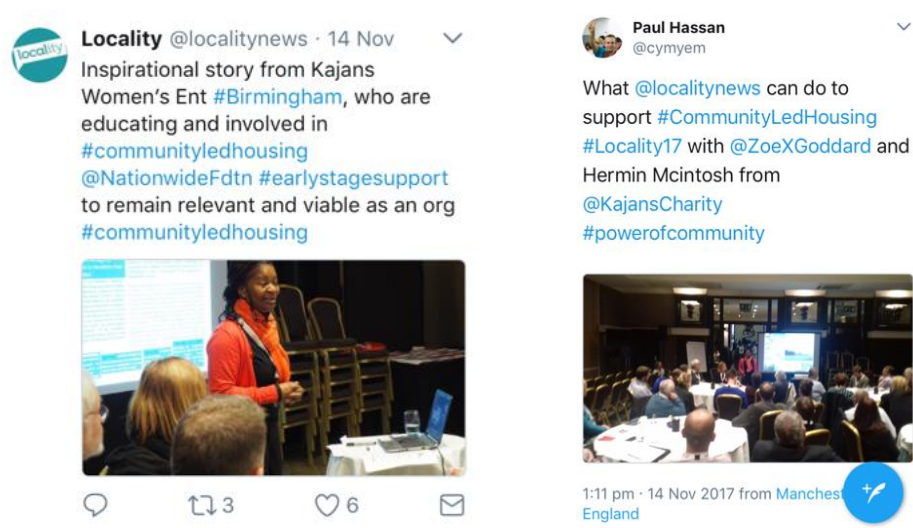 locality
Locality @localitynews · 14 Nov
Inspirational story from Kajans
Women's Ent #Birmingham, who are
educating and involved in
#communityledhousing
@NationwideFdtn #earlystagesupport
to remain relevant and viable as an org
#communityledhousing
3
6
Paul Hassan
@cymyem
What @localitynews can do to
support #CommunityLedHousing
#Locality17 with @ZoeXGoddard and
Hermin Mcintosh from
@KajansCharity
#powerofcommunity
1:11 pm · 14 Nov 2017 from Manchest
England